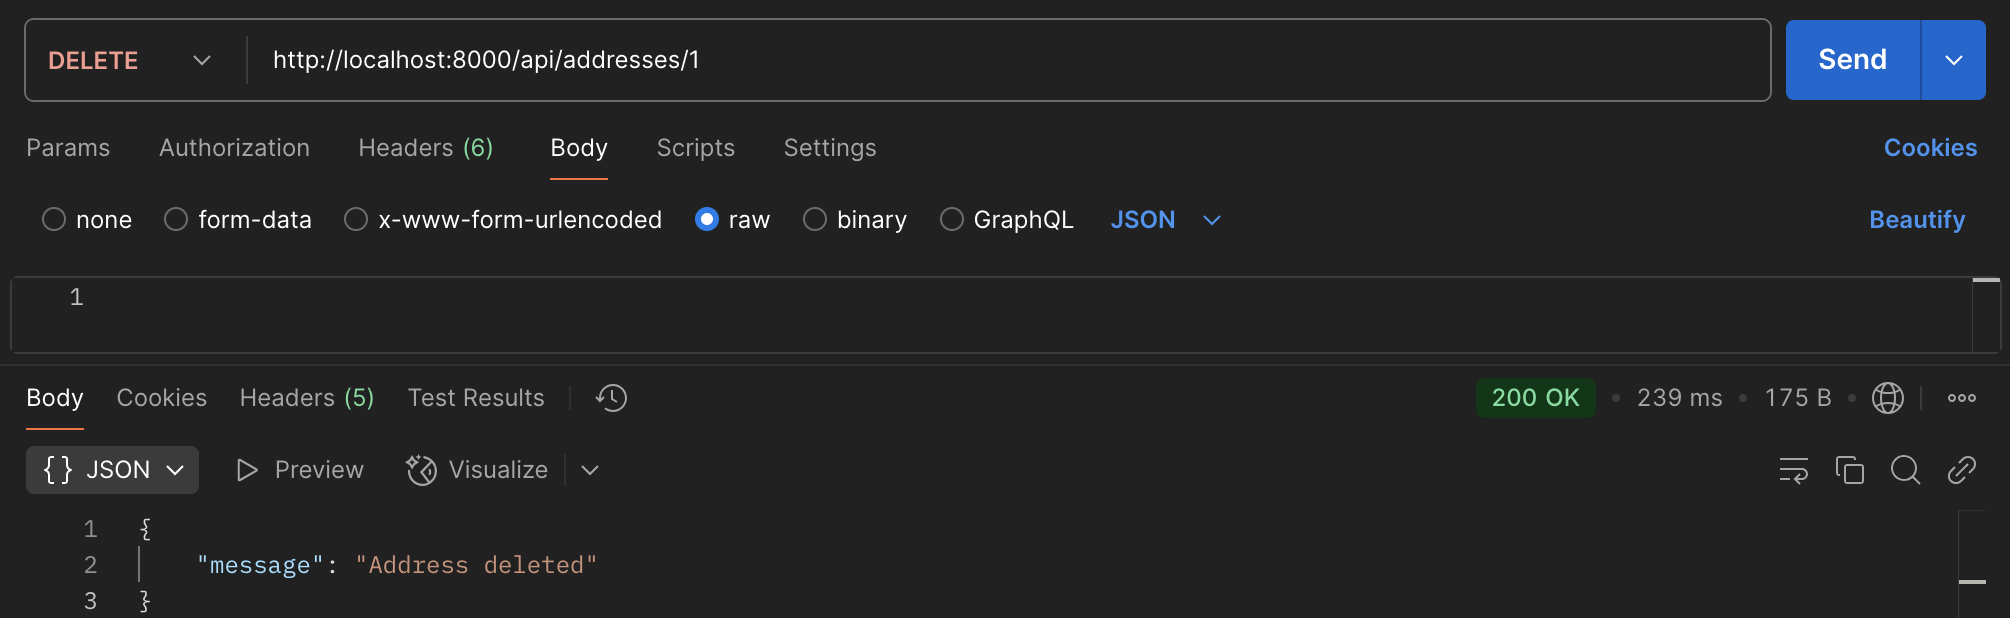 DELETE http://localhost:8000/api/addresses/1 Send
Params Authorization Headers (6) Body Scripts Settings Cookies
none form-data x-www-form-urlencoded raw binary GraphQL JSON Beautify
1
Body Cookies Headers (5) Test Results 200 OK • 239 ms • 175 B •
{} JSON Preview Visualize
1 {
2 "message": "Address deleted"
3 }